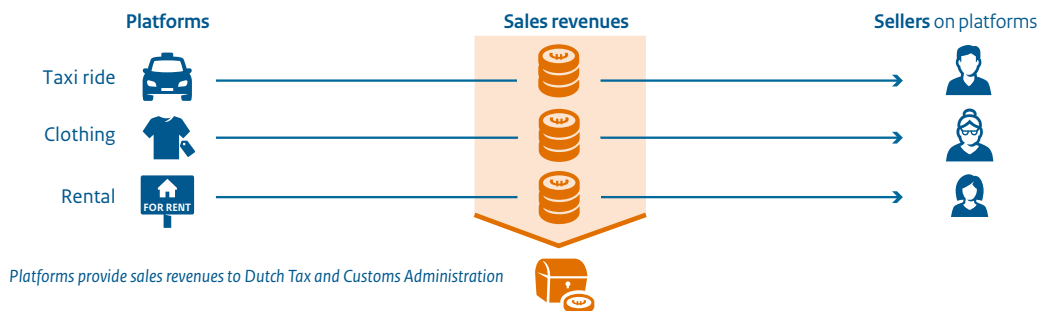 Platforms
Sales revenues
Sellers on platforms
Taxi ride
Clothing
Rental
FOR RENT
Platforms provide sales revenues to Dutch Tax and Customs Administration